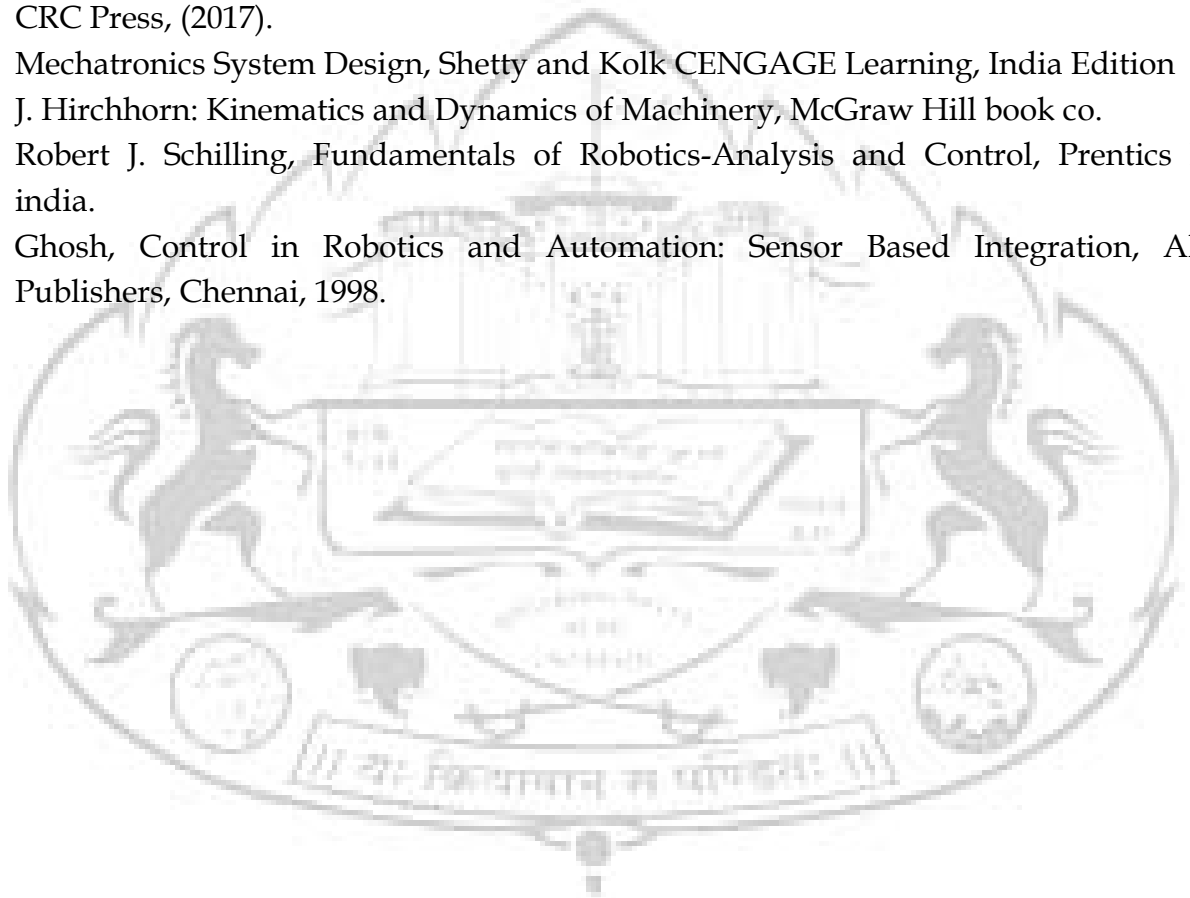 CRC Press, (2017).
Mechatronics System Design, Shetty and Kolk CENGAGE Learning, India Edition
J. Hirchhorn: Kinematics and Dynamics of Machinery, McGraw Hill book co.
Robert J. Schilling, Fundamentals of Robotics-Analysis and Control, Prentics
india.
Ghosh, Control in Robotics and Automation: Sensor Based Integration,
Publishers, Chennai, 1998.
|| यः क्रियावान स पण्डितः ||